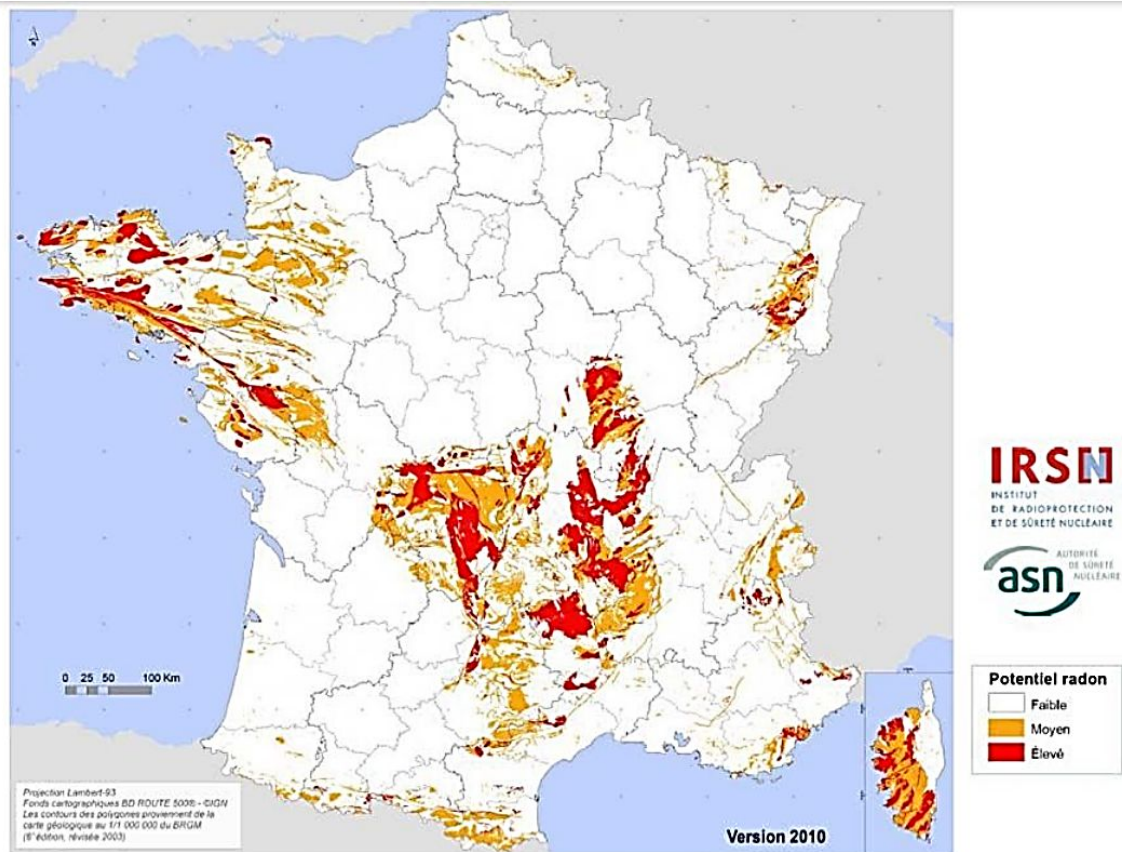 0 25 50 100 Km
Projection Lambert-93
Fonds cartographiques BD ROUTE 500® - ©IGN
Les contours des polygones proviennent de la
carte géologique au 1/1 000 000 du BRGM
(6° édition, révisée 2003)
Version 2010
IRSN
INSTITUT
DE RADIOPROTECTION
ET DE SÛRETÉ NUCLÉAIRE
asn
AUTORITÉ
DE SÛRETÉ
NUCLÉAIRE
Potentiel radon
Faible
Moyen
Élevé